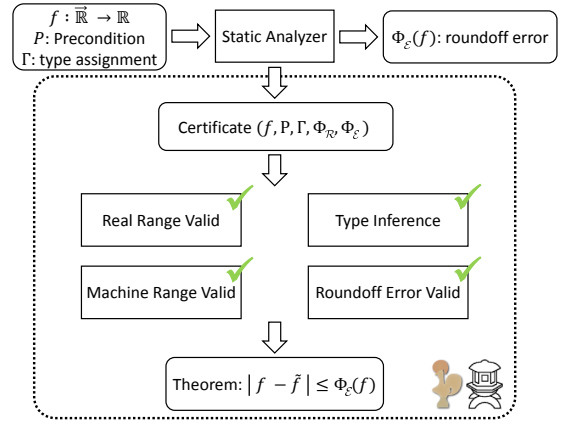 f : ℝ⃗ → ℝ
P: Precondition
Γ: type assignment
Static Analyzer
Φ_ℰ(f): roundoff error
Certificate (f, P, Γ, Φ_ℛ, Φ_ℰ)
Real Range Valid
Type Inference
Machine Range Valid
Roundoff Error Valid
Theorem: |f − f̃| ≤ Φ_ℰ(f)